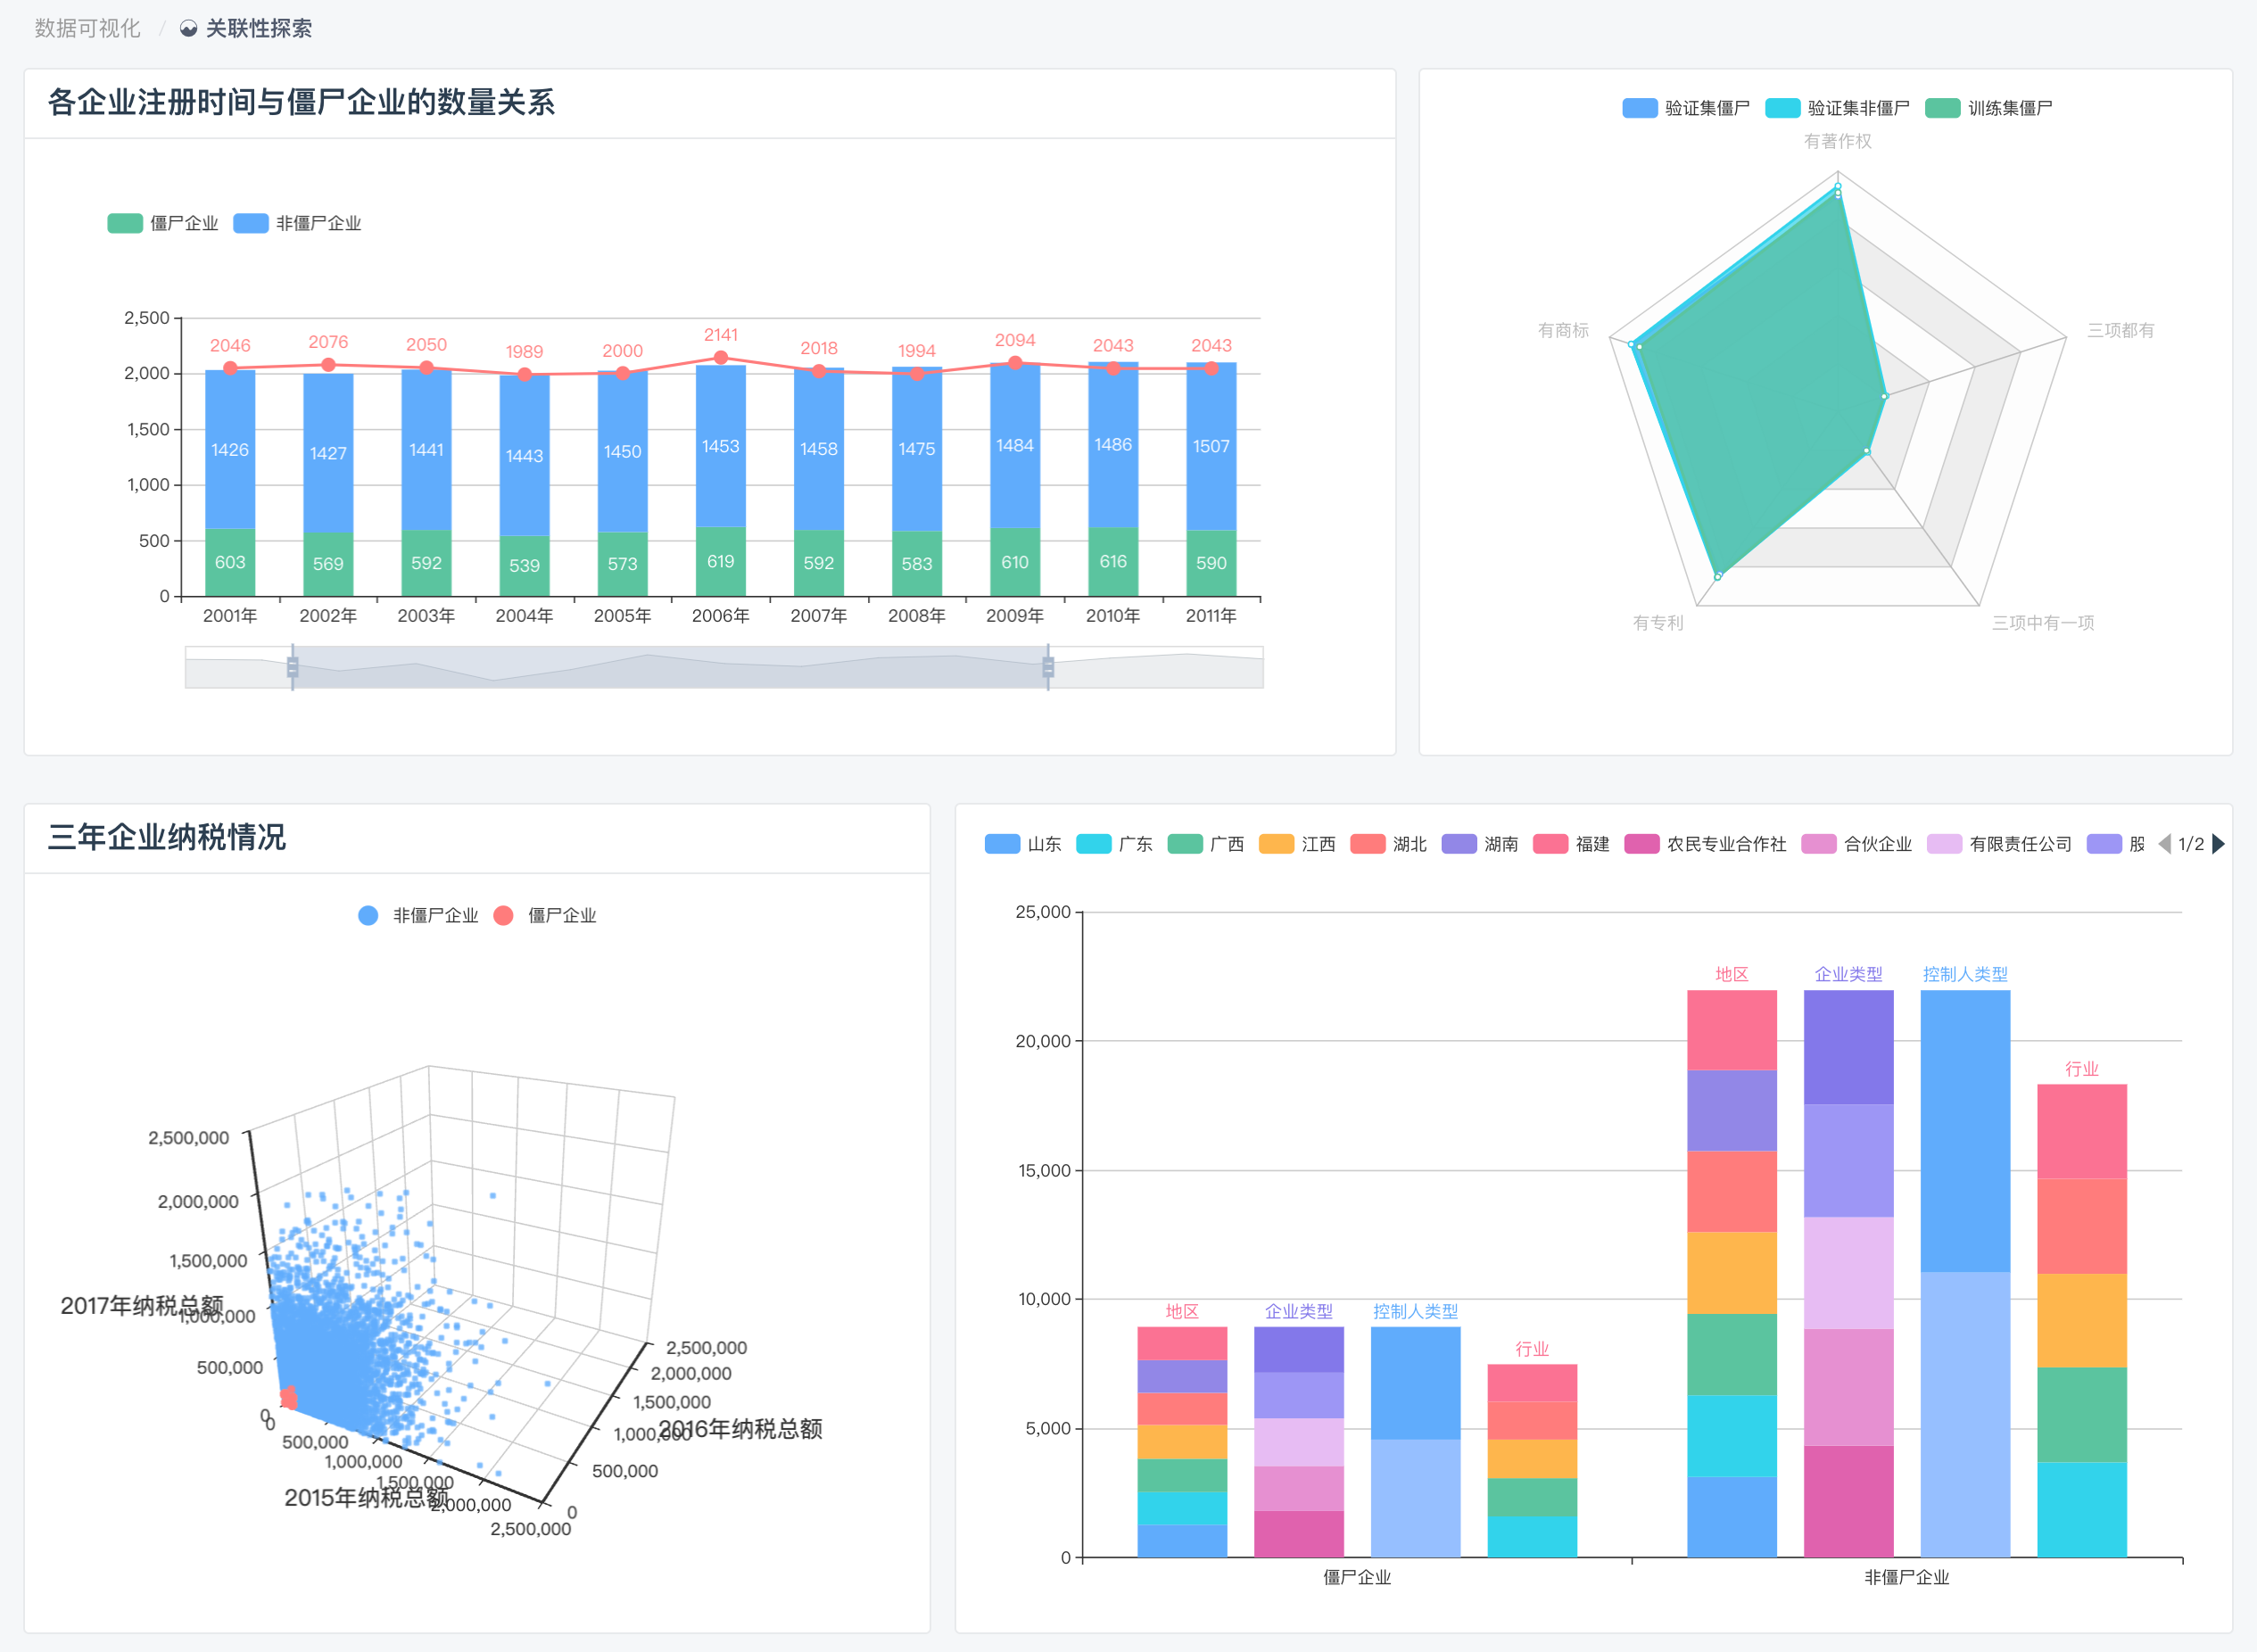 数据可视化 / 关联性探索
各企业注册时间与僵尸企业的数量关系
僵尸企业 非僵尸企业
2,500
2,000
1,500
1,000
500
0
2046 2076 2050 1989 2000 2141 2018 1994 2094 2043 2043
1426 1427 1441 1443 1450 1453 1458 1475 1484 1486 1507
603 569 592 539 573 619 592 583 610 616 590
2001年 2002年 2003年 2004年 2005年 2006年 2007年 2008年 2009年 2010年 2011年
验证集僵尸 验证集非僵尸 训练集僵尸
有著作权
有商标 三项都有
有专利 三项中有一项
三年企业纳税情况
非僵尸企业 僵尸企业
2,500,000
2,000,000
1,500,000
1,000,000
500,000
0
2017年纳税总额
0
500,000
1,000,000
1,500,000
2,000,000
2,500,000
2015年纳税总额
2,500,000
2,000,000
1,500,000
1,000,000
500,000
0
2016年纳税总额
山东 广东 广西 江西 湖北 湖南 福建 农民专业合作社 合伙企业 有限责任公司 股 1/2
25,000
20,000
15,000
10,000
5,000
0
地区 企业类型 控制人类型 行业
地区 企业类型 控制人类型 行业
僵尸企业 非僵尸企业